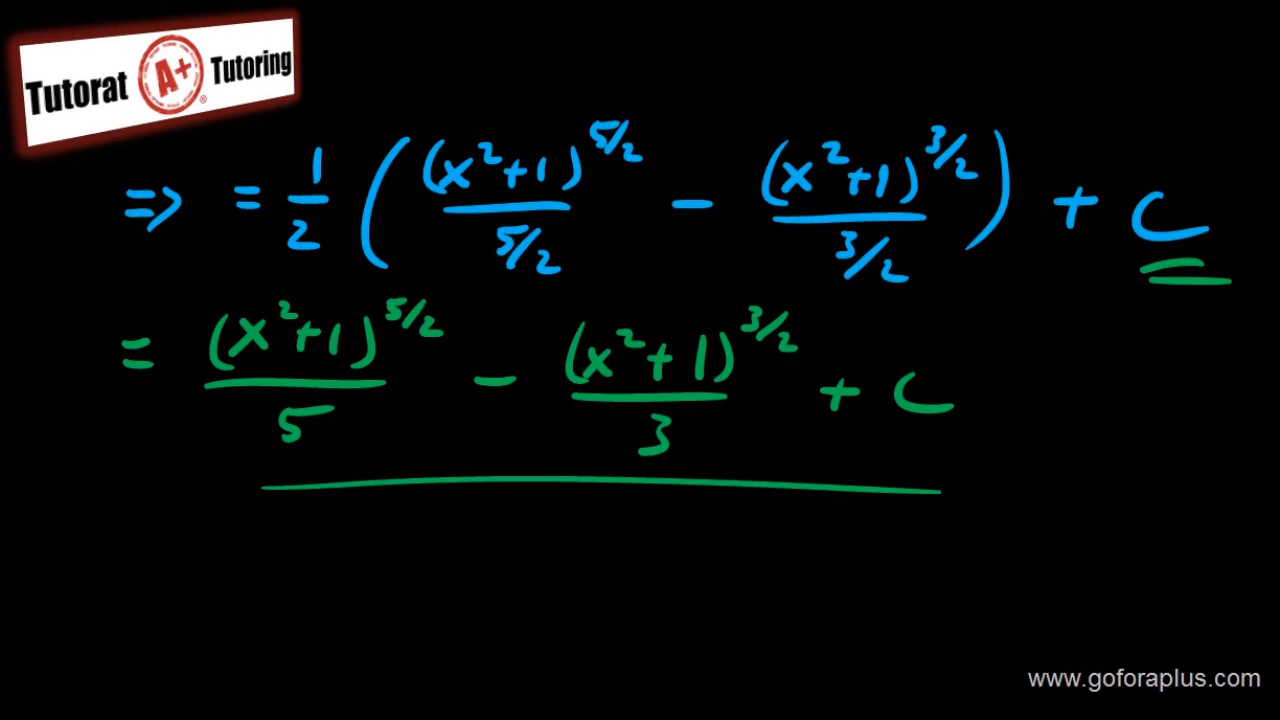 Tutorat A+ Tutoring ®
=> = 1/2 ( (x²+1)^5/2 / 5/2 - (x²+1)^3/2 / 3/2 ) + C
= (x²+1)^5/2 / 5 - (x²+1)^3/2 / 3 + C
www.goforaplus.com